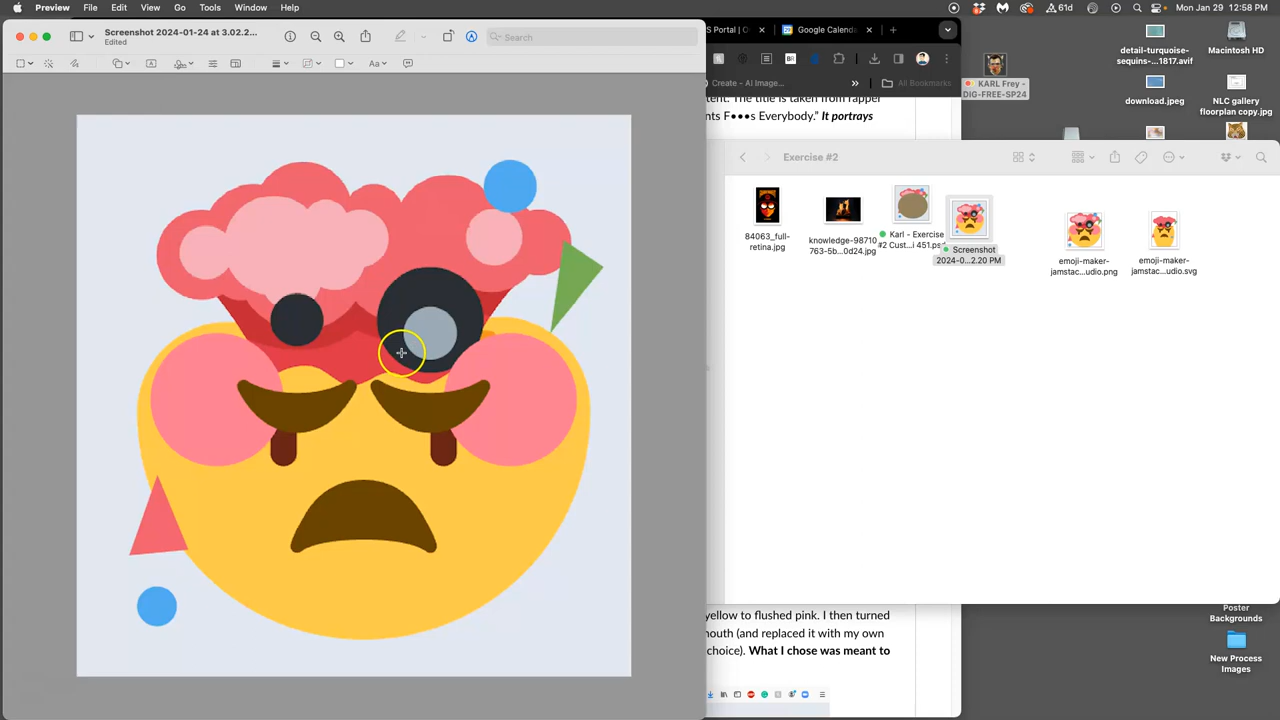 Preview File Edit View Go Tools Window Help
61d
Mon Jan 29 12:58 PM
Screenshot 2024-01-24 at 3.02.2...
Edited
Search
Aa
S Portal | O
Google Calend
Create - AI Image...
All Bookmarks
tent. The title is taken from rapper
nts F•••s Everybody.” It portrays
Exercise #2
84063_full-
retina.jpg
knowledge-98710
763-5b...0d24.jpg
Karl - Exercise
#2 Cust...i 451.psd
Screenshot
2024-0...2.20 PM
emoji-maker-
jamstac...udio.png
emoji-maker-
jamstac...udio.svg
yellow to flushed pink. I then turned
nouth (and replaced it with my own
choice). What I chose was meant to
KARL Frey -
DIG-FREE-SP24
detail-turquoise-
sequins-...1817.avif
Macintosh HD
download.jpeg
NLC gallery
floorplan copy.jpg
Poster
Backgrounds
New Process
Images